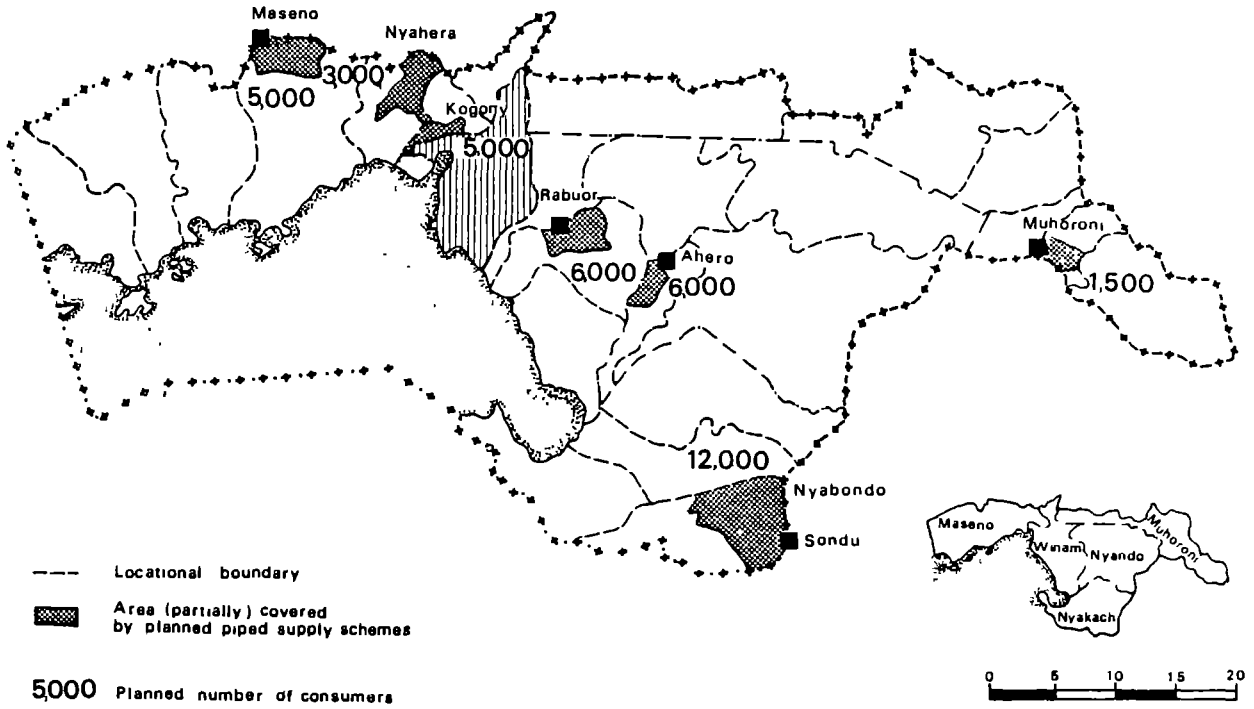 Maseno
Nyahera
3000
5,000
Kogony
5,000
Rabuor
6,000
Ahero
6,000
Muhoroni
1,500
12,000
Nyabondo
Sondu
Locational boundary
Area (partially) covered
by planned piped supply schemes
5,000 Planned number of consumers
Maseno
Winam
Nyando
Muhoroni
Nyakach
0 5 10 15 20